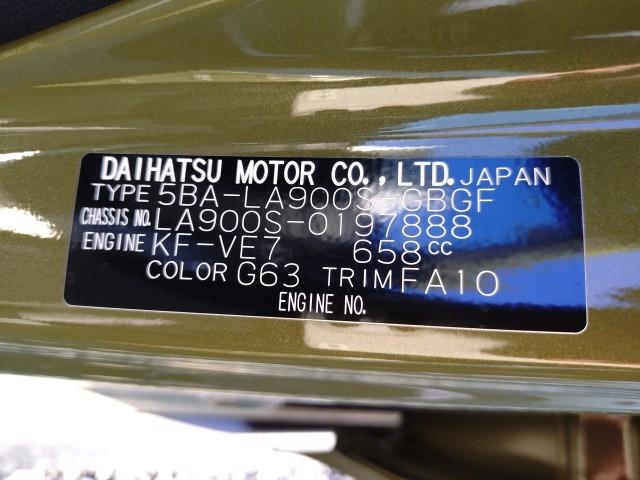 DAIHATSU MOTOR CO., LTD. JAPAN
TYPE 5BA-LA900S-GBGF
CHASSIS NO. LA900S-0197888
ENGINE KF-VE7 658cc
COLOR G63 TRIM FA10
ENGINE NO.